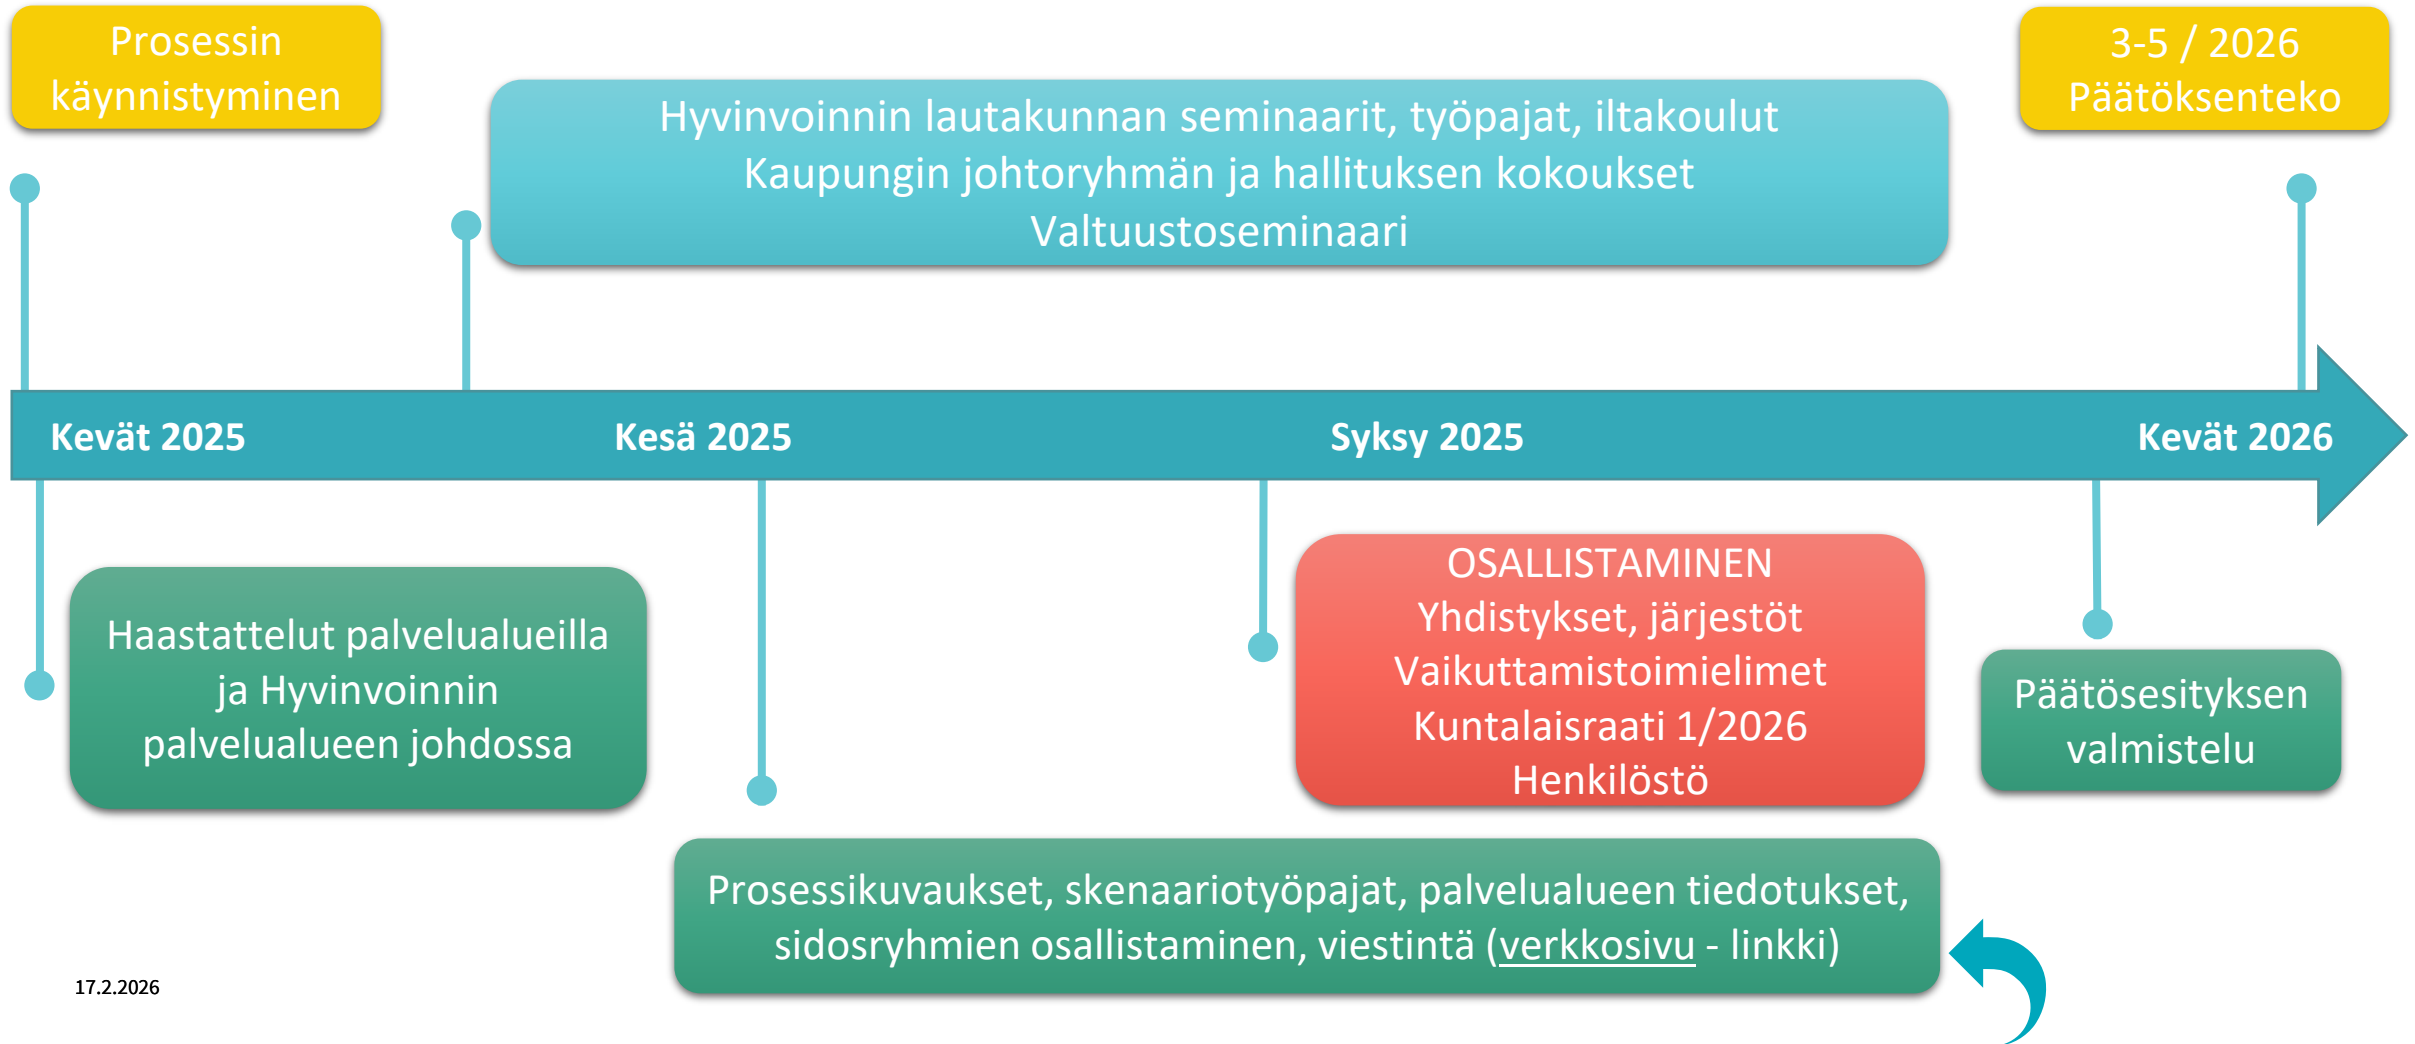 Prosessin
käynnistyminen
3-5 / 2026
Päätöksenteko
Hyvinvoinnin lautakunnan seminaarit, työpajat, iltakoulut
Kaupungin johtoryhmän ja hallituksen kokoukset
Valtuustoseminaari
Kevät 2025
Kesä 2025
Syksy 2025
Kevät 2026
Haastattelut palvelualueilla
ja Hyvinvoinnin
palvelualueen johdossa
OSALLISTAMINEN
Yhdistykset, järjestöt
Vaikuttamistoimielimet
Kuntalaisraati 1/2026
Henkilöstö
Päätösesityksen
valmistelu
Prosessikuvaukset, skenaariotyöpajat, palvelualueen tiedotukset,
sidosryhmien osallistaminen, viestintä (verkkosivu - linkki)
17.2.2026